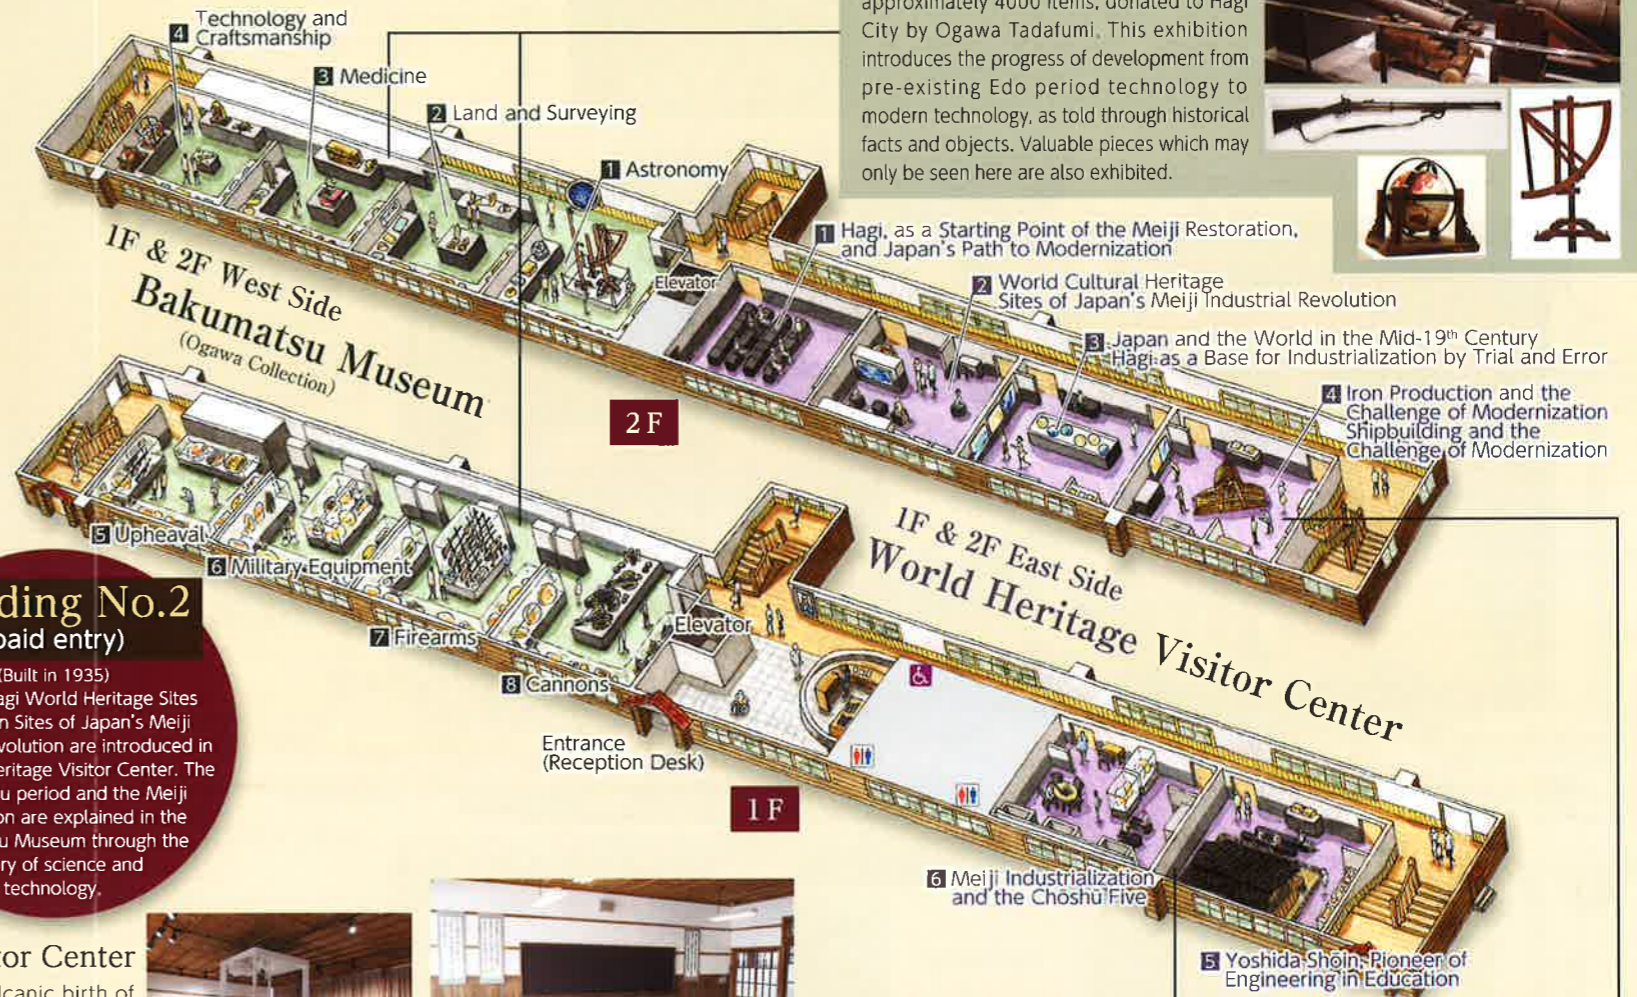 approximately 4000 items, donated to Hagi
City by Ogawa Tadafumi. This exhibition
introduces the progress of development from
pre-existing Edo period technology to
modern technology, as told through historical
facts and objects. Valuable pieces which may
only be seen here are also exhibited.
4 Technology and
Craftsmanship
3 Medicine
2 Land and Surveying
1 Astronomy
Elevator
1F & 2F West Side
Bakumatsu Museum
(Ogawa Collection)
2F
1 Hagi, as a Starting Point of the Meiji Restoration,
and Japan's Path to Modernization
2 World Cultural Heritage
Sites of Japan's Meiji Industrial Revolution
3 Japan and the World in the Mid-19th Century
Hagi as a Base for Industrialization by Trial and Error
4 Iron Production and the
Challenge of Modernization
Shipbuilding and the
Challenge of Modernization
1F & 2F East Side
World Heritage Visitor Center
5 Upheaval
6 Military Equipment
7 Firearms
8 Cannons
Elevator
Entrance
(Reception Desk)
1F
6 Meiji Industrialization
and the Chōshū Five
5 Yoshida Shōin, Pioneer of
Engineering in Education
ding No.2
paid entry)
(Built in 1935)
agi World Heritage Sites
n Sites of Japan's Meiji
volution are introduced in
eritage Visitor Center. The
u period and the Meiji
on are explained in the
u Museum through the
ry of science and
technology.
tor Center
lcanic birth of